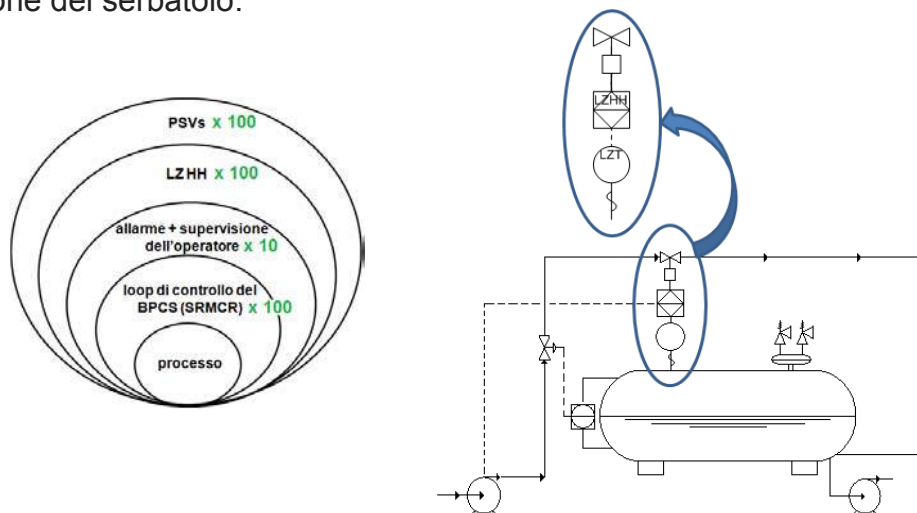 one del serbatoio.
PSVs x 100
LZHH x 100
allarme + supervisione
dell'operatore x 10
loop di controllo del
BPCS (SRMCR) x 100
processo
LZHH
LZT